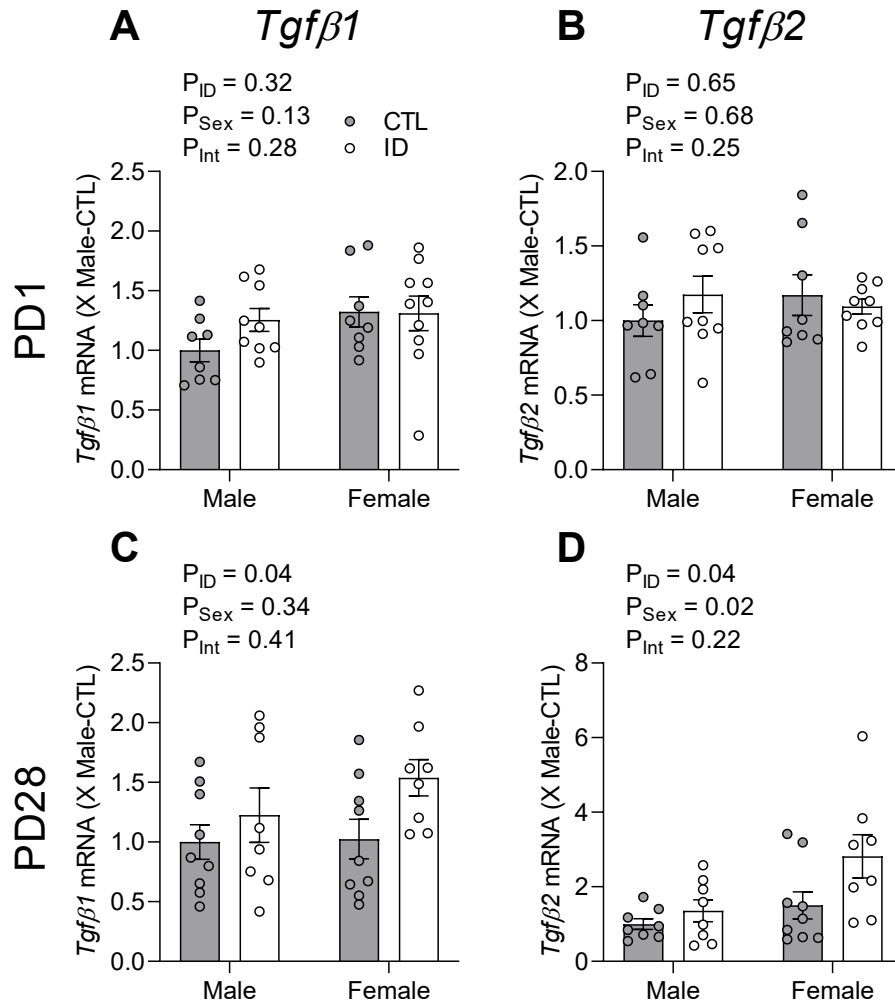 A Tgfβ1
P_ID = 0.32
P_Sex = 0.13
P_Int = 0.28
CTL
ID
Tgfβ1 mRNA (X Male-CTL)
2.5
2.0
1.5
1.0
0.5
0.0
Male Female
B Tgfβ2
P_ID = 0.65
P_Sex = 0.68
P_Int = 0.25
Tgfβ2 mRNA (X Male-CTL)
2.0
1.5
1.0
0.5
0.0
Male Female
PD1
C
P_ID = 0.04
P_Sex = 0.34
P_Int = 0.41
Tgfβ1 mRNA (X Male-CTL)
2.5
2.0
1.5
1.0
0.5
0.0
Male Female
D
P_ID = 0.04
P_Sex = 0.02
P_Int = 0.22
Tgfβ2 mRNA (X Male-CTL)
8
6
4
2
0
Male Female
PD28